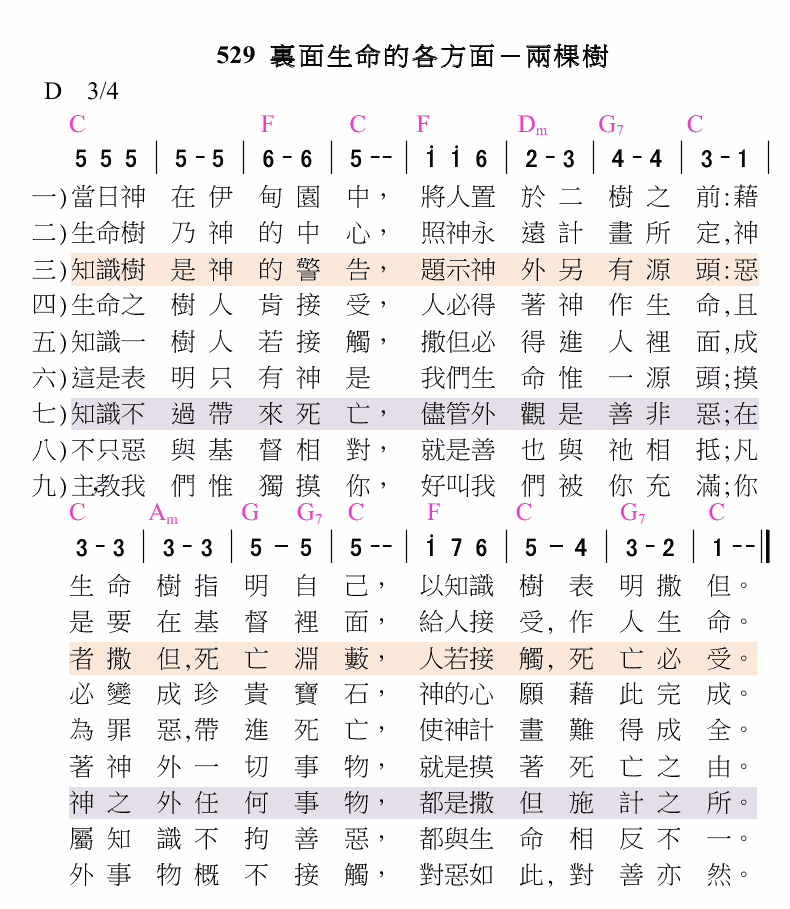 529 裏面生命的各方面－兩棵樹
D 3/4
C F C F Dm G7 C
5 5 5 | 5 - 5 | 6 - 6 | 5 -- | i̇ i̇ 6 | 2 - 3 | 4 - 4 | 3 - 1 |
一)當日神在伊甸園中，將人置於二樹之前:藉
二)生命樹乃神的中心，照神永遠計畫所定,神
三)知識樹是神的警告，題示神外另有源頭:惡
四)生命之樹人肯接受，人必得著神作生命,且
五)知識一樹人若接觸，撒但必得進人裡面,成
六)這是表明只有神是我們生命惟一源頭;摸
七)知識不過帶來死亡，儘管外觀是善非惡;在
八)不只惡與基督相對，就是善也與祂相抵;凡
九)主,教我們惟獨摸你，好叫我們被你充滿;你
C Am G G7 C F C G7 C
3 - 3 | 3 - 3 | 5 － 5 | 5 -- | i̇ 7 6 | 5 － 4 | 3 - 2 | 1 -- ||
生命樹指明自己，以知識樹表明撒但。
是要在基督裡面，給人接受,作人生命。
者撒但,死亡淵藪，人若接觸,死亡必受。
必變成珍貴寶石，神的心願藉此完成。
為罪惡,帶進死亡，使神計畫難得成全。
著神外一切事物，就是摸著死亡之由。
神之外任何事物，都是撒但施計之所。
屬知識不拘善惡，都與生命相反不一。
外事物概不接觸，對惡如此,對善亦然。